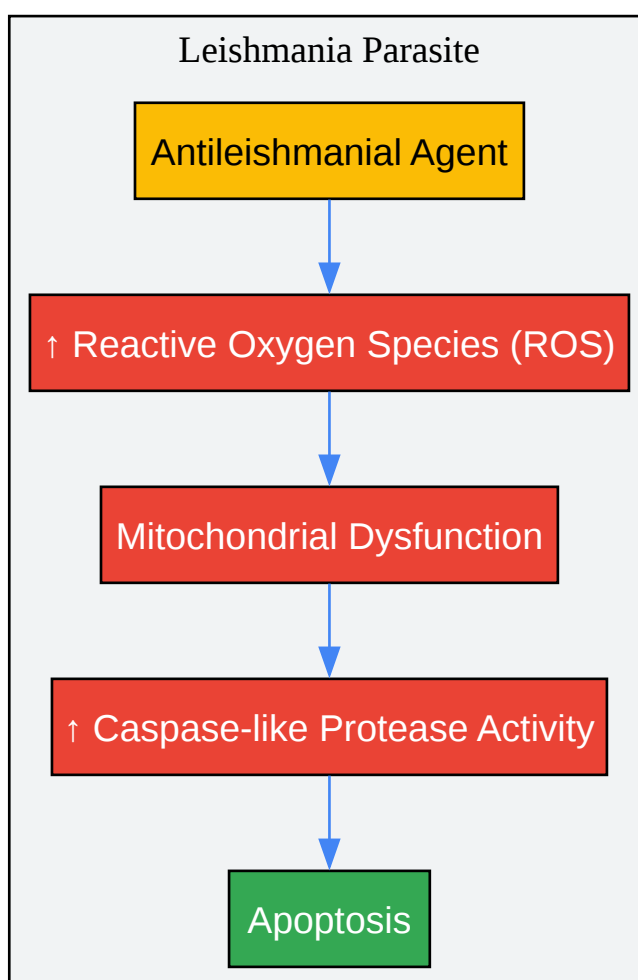 Leishmania Parasite
Antileishmanial Agent
↑ Reactive Oxygen Species (ROS)
Mitochondrial Dysfunction
↑ Caspase-like Protease Activity
Apoptosis